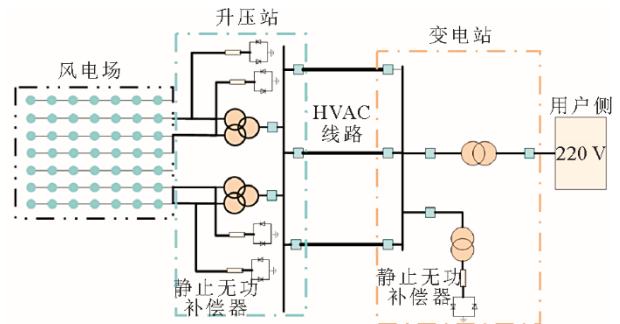 升压站
变电站
风电场
用户侧
HVAC
线路
220 V
静止无功
补偿器
静止无功
补偿器